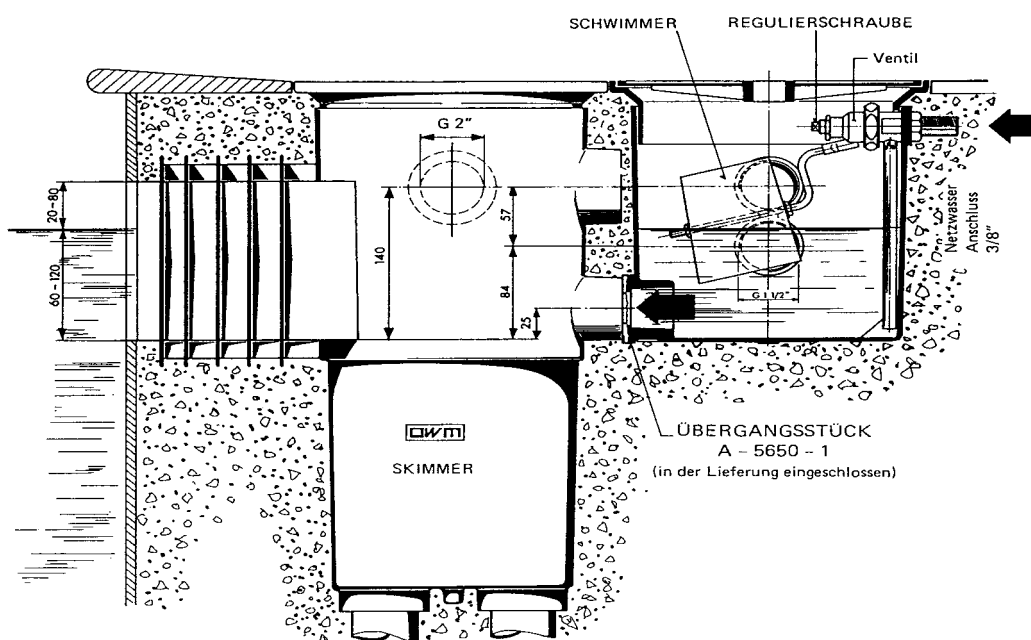 SCHWIMMER
REGULIERSCHRAUBE
Ventil
G 2"
20-80
60-120
140
57
84
25
G 1 1/2"
Netzwasser
Anschluss
3/8"
owm
SKIMMER
ÜBERGANGSSTÜCK
A - 5650 - 1
(in der Lieferung eingeschlossen)